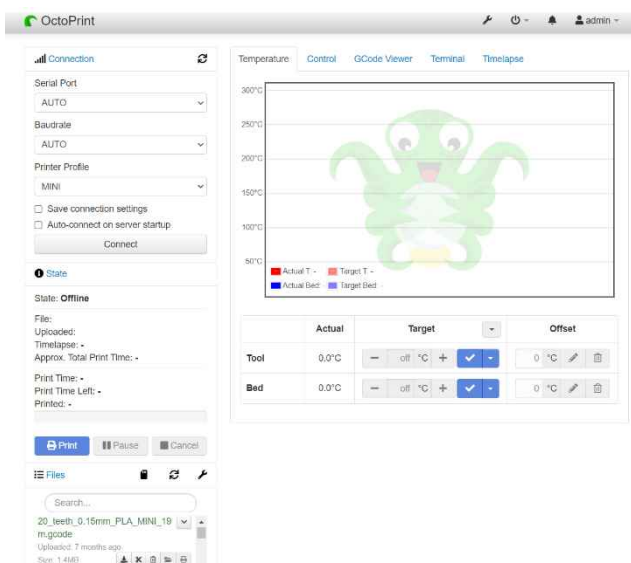 OctoPrint
admin
Connection
Serial Port
AUTO
Baudrate
AUTO
Printer Profile
MINI
Save connection settings
Auto-connect on server startup
Connect
State
State: Offline
File:
Uploaded:
Timelapse: -
Approx. Total Print Time: -
Print Time: -
Print Time Left: -
Printed: -
Print Pause Cancel
Files
Search...
20_teeth_0.15mm_PLA_MINI_19
m.gcode
Uploaded: 7 months ago
Size: 1.4MB
Temperature Control GCode Viewer Terminal Timelapse
300°C
250°C
200°C
150°C
100°C
50°C
Actual T: - Target T: -
Actual Bed: - Target Bed: -
Actual Target Offset
Tool 0.0°C off °C 0 °C
Bed 0.0°C off °C 0 °C